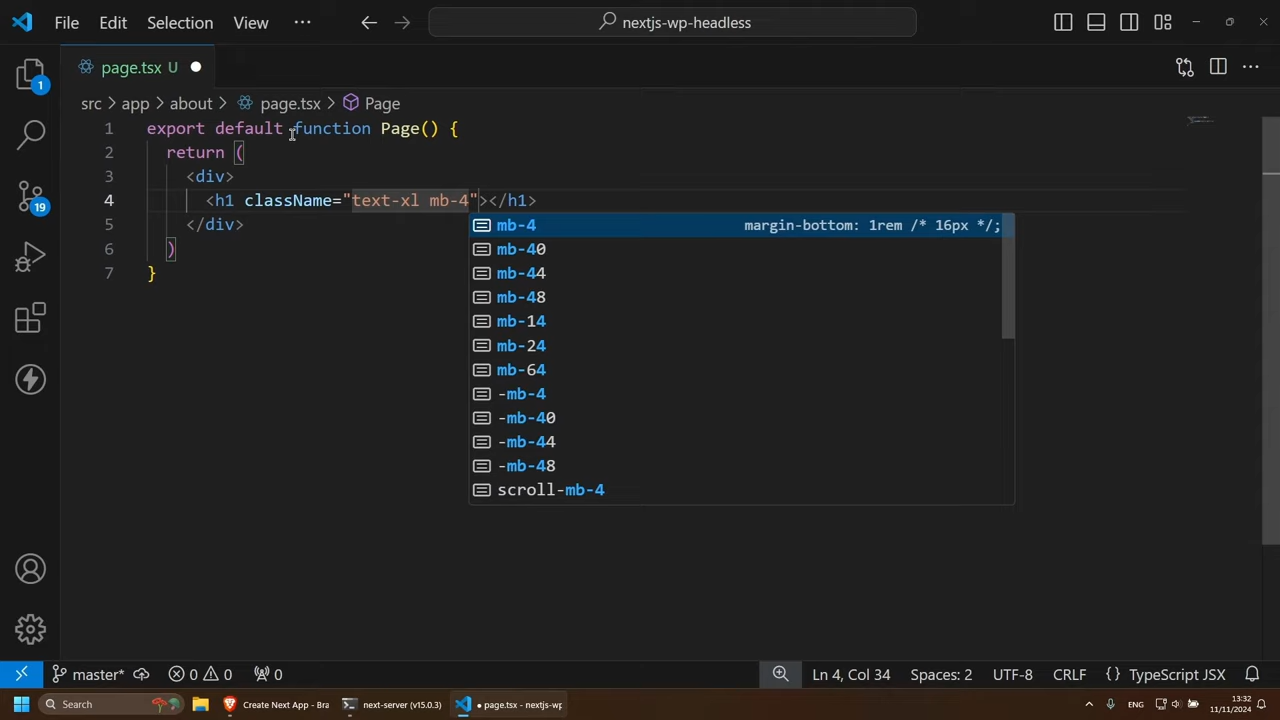 File Edit Selection View ··· nextjs-wp-headless
page.tsx U
src > app > about > page.tsx > Page
1 export default function Page() {
2 return (
3 <div>
4 <h1 className="text-xl mb-4"></h1>
5 </div>
6 )
7 }
mb-4 margin-bottom: 1rem /* 16px */;
mb-40
mb-44
mb-48
mb-14
mb-24
mb-64
-mb-4
-mb-40
-mb-44
-mb-48
scroll-mb-4
1
19
master* 0 0 0 Ln 4, Col 34 Spaces: 2 UTF-8 CRLF {} TypeScript JSX
Search Create Next App - Bra next-server (v15.0.3) • page.tsx - nextjs-wp ENG 13:32
11/11/2024